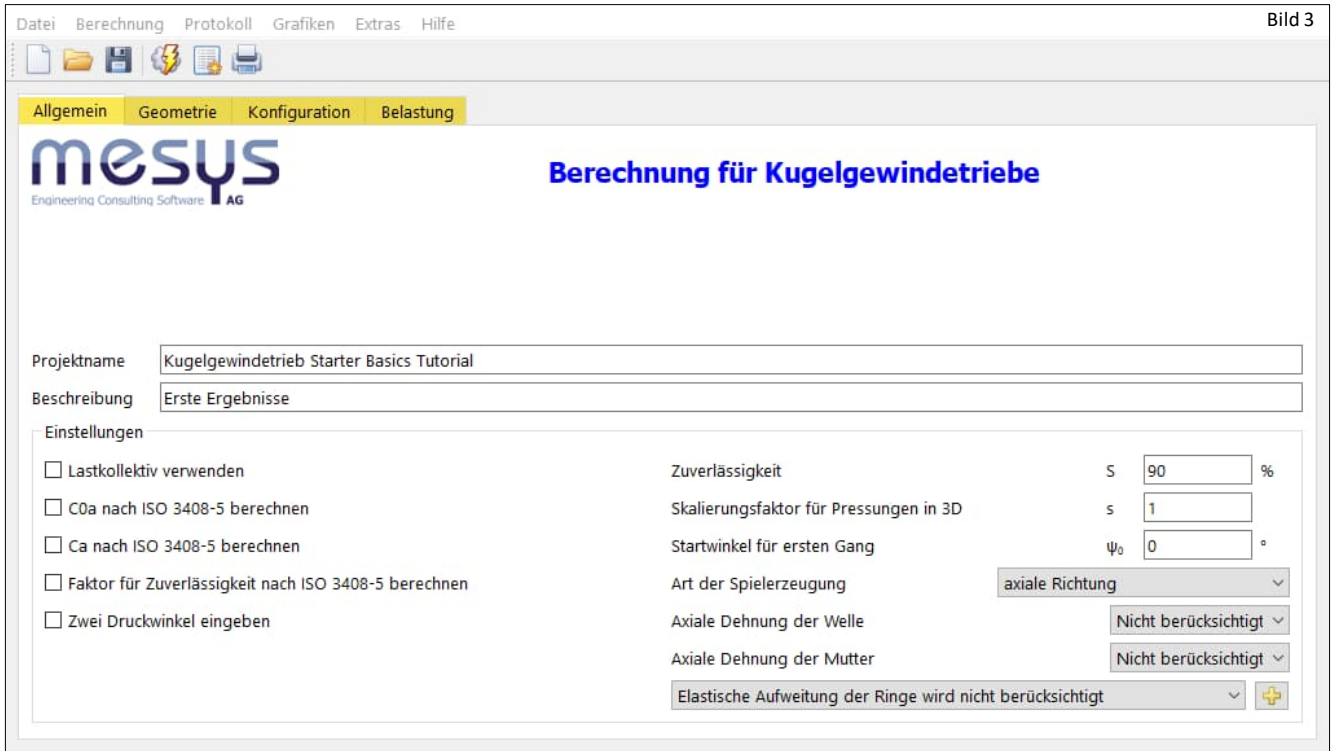 Bild 3
Datei Berechnung Protokoll Grafiken Extras Hilfe
Allgemein Geometrie Konfiguration Belastung
mesys
Engineering Consulting Software AG
Berechnung für Kugelgewindetriebe
Projektname Kugelgewindetrieb Starter Basics Tutorial
Beschreibung Erste Ergebnisse
Einstellungen
Lastkollektiv verwenden Zuverlässigkeit S 90 %
C0a nach ISO 3408-5 berechnen Skalierungsfaktor für Pressungen in 3D s 1
Ca nach ISO 3408-5 berechnen Startwinkel für ersten Gang ψ₀ 0 °
Faktor für Zuverlässigkeit nach ISO 3408-5 berechnen Art der Spielerzeugung axiale Richtung
Zwei Druckwinkel eingeben Axiale Dehnung der Welle Nicht berücksichtigt
Axiale Dehnung der Mutter Nicht berücksichtigt
Elastische Aufweitung der Ringe wird nicht berücksichtigt